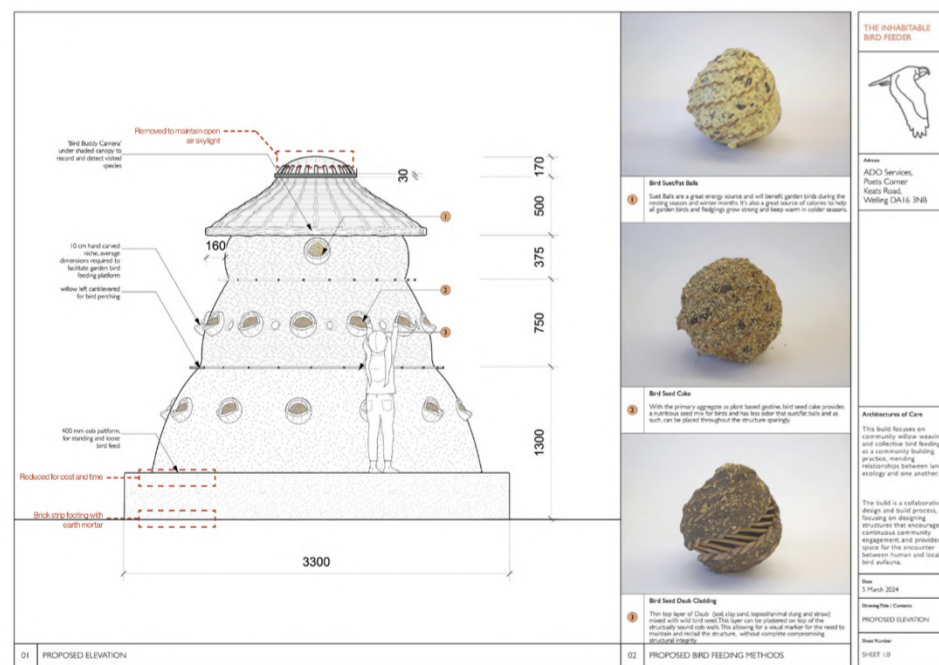 Removed to maintain open
air skylight
'Bird Buddy Camera'
under shaded canopy to
record and detect visited
species
10 cm hand carved
niche, average
dimensions required to
facilitate garden bird
feeding platform
willow left cantilevered
for bird perching
400 mm cob paltform,
for standing and loose
bird feed
Reduced for cost and time
Brick strip footing with
earth mortar
30
160
170
500
375
750
1300
3300
1
2
3
01 PROPOSED ELEVATION
1
Bird Suet/Fat Balls
Suet Balls are a great energy source and will benefit garden birds during the
nesting season and winter months. It's also a great source of calories to help
all garden birds and fledglings grow strong and keep warm in colder seasons.
2
Bird Seed Cake
With the primary aggregate as plant based gelatine, bird seed cake provides
a nutritious seed mix for birds and has less odor that suet/fat balls and as
such, can be placed throughout the structure sparingly.
3
Bird Seed Daub Cladding
Thin top layer of Daub (soil, clay sand, topsoil/animal dung and straw)
mixed with wild bird seed. This layer can be plastered on top of the
structually sound cob walls. This allowing for a visual marker for the need to
maintain and reclad the structure, without complete compromising
structural integrity
02 PROPOSED BIRD FEEDING METHODS
THE INHABITABLE
BIRD FEEDER
Address
ADO Services,
Poets Corner
Keats Road,
Welling DA16 3NB
Architectures of Care
This build focuses on
community willow weavin
and collective bird feeding
as a community building
practice, mending
relationships between lan
ecology and one another.
The build is a collaborativ
design and build process,
focusing on designing
structures that encourage
continuous community
engagement, and provides
space for the encounter
between human and local
bird avifauna.
Date
5 March 2024
Drawing Title / Contents
PROPOSED ELEVATION
Sheet Number
SHEET 1.0